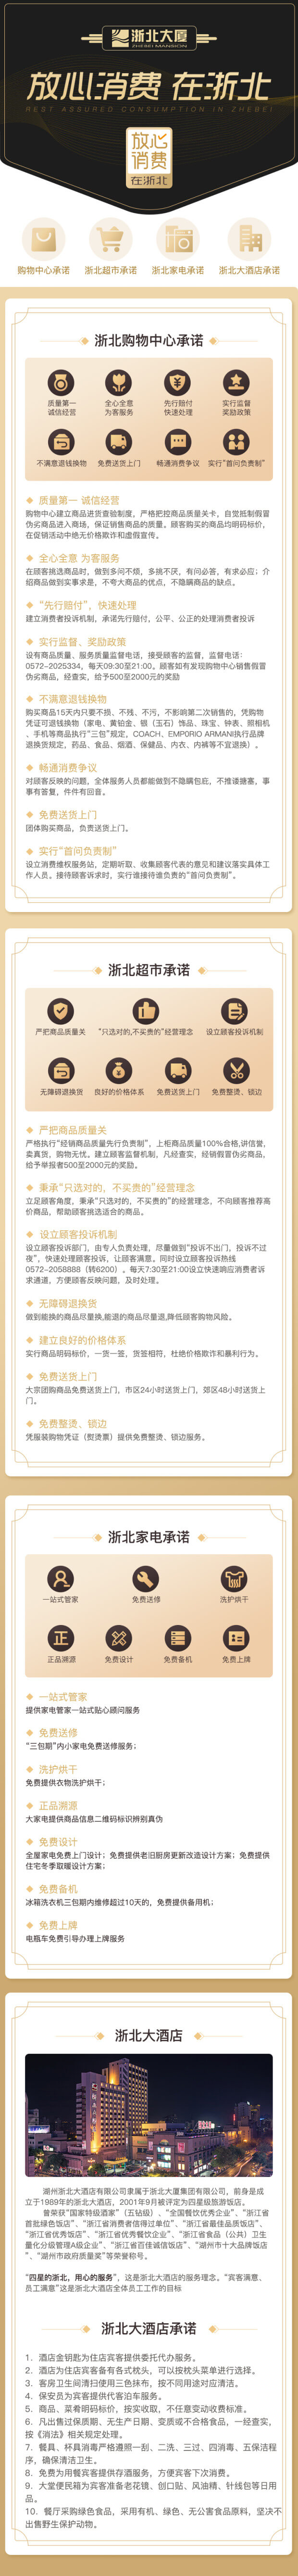 浙北大厦
ZHEBEI MANSION
放心消费 在浙北
REST ASSURED CONSUMPTION IN ZHEBEI
放心
消费
在浙北
购物中心承诺
浙北超市承诺
浙北家电承诺
浙北大酒店承诺
浙北购物中心承诺
质量第一
诚信经营
全心全意
为客服务
先行赔付
快速处理
实行监督
奖励政策
不满意退钱换物
免费送货上门
畅通消费争议
实行“首问负责制”
质量第一 诚信经营
购物中心建立商品进货查验制度，严格把控商品质量关卡，自觉抵制假冒
伪劣商品进入商场，保证销售商品的质量。顾客购买的商品均明码标价，
在促销活动中绝无价格欺诈和虚假宣传。
全心全意 为客服务
在顾客挑选商品时，做到多问不烦，多挑不厌，有问必答，有求必应；介
绍商品做到实事求是，不夸大商品的优点，不隐瞒商品的缺点。
“先行赔付”，快速处理
建立消费者投诉机制，承诺先行赔付，公平、公正的处理消费者投诉
实行监督、奖励政策
设有商品质量、服务质量监督电话，接受顾客的监督，监督电话：
0572-2025334，每天09:30至21:00。顾客如有发现购物中心销售假冒
伪劣商品，经查实，给予500至2000元的奖励
不满意退钱换物
购买商品15天内只要不损、不残、不污，不影响第二次销售的，凭购物
凭证可退钱换物（家电、黄铂金、银（玉石）饰品、珠宝、钟表、照相机
、手机等商品执行“三包”规定，COACH、EMPORIO ARMANI执行品牌
退换货规定，药品、食品、烟酒、保健品、内衣、内裤等不宜退换）。
畅通消费争议
对顾客反映的问题，全体服务人员都能做到不隐瞒包庇，不推诿搪塞，事
事有答复，件件有回音。
免费送货上门
团体购买商品，负责送货上门。
实行“首问负责制”
设立消费维权服务站，定期听取、收集顾客代表的意见和建议落实具体工
作人员。接待顾客诉求时，实行谁接待谁负责的“首问负责制”。
浙北超市承诺
严把商品质量关
“只选对的,不买贵的”经营理念
设立顾客投诉机制
无障碍退换货
良好的价格体系
免费送货上门
免费整烫、锁边
严把商品质量关
严格执行“经销商品质量先行负责制”，上柜商品质量100%合格,讲信誉,
卖真货，购物无忧。建立顾客监督机制，凡经查实，经销假冒伪劣商品，
给予举报者500至2000元的奖励。
秉承“只选对的，不买贵的”经营理念
立足顾客角度，秉承“只选对的，不买贵的”的经营理念，不向顾客推荐高
价商品，帮助顾客挑选适合的商品。
设立顾客投诉机制
设立顾客投诉部门，由专人负责处理，尽量做到“投诉不出门，投诉不过
夜”，快速处理顾客投诉，让顾客满意。同时设立顾客投诉热线
0572-2058888（转6200）。每天7:30至21:00设立快速响应消费者诉
求通道，方便顾客反映问题，及时处理。
无障碍退换货
做到能换的商品尽量换,能退的商品尽量退,降低顾客购物风险。
建立良好的价格体系
实行商品明码标价，一货一签，货签相符，杜绝价格欺诈和暴利行为。
免费送货上门
大宗团购商品免费送货上门，市区24小时送货上门，郊区48小时送货上
门。
免费整烫、锁边
凭服装购物凭证（熨烫票）提供免费整烫、锁边服务。
浙北家电承诺
一站式管家
免费送修
洗护烘干
正品溯源
免费设计
免费备机
免费上牌
一站式管家
提供家电管家一站式贴心顾问服务
免费送修
“三包期”内小家电免费送修服务；
洗护烘干
免费提供衣物洗护烘干；
正品溯源
大家电提供商品信息二维码标识辨别真伪
免费设计
全屋家电免费上门设计；免费提供老旧厨房更新改造设计方案；免费提供
住宅冬季取暖设计方案；
免费备机
冰箱洗衣机三包期内维修超过10天的，免费提供备用机；
免费上牌
电瓶车免费引导办理上牌服务
浙北大酒店
湖州浙北大酒店有限公司隶属于浙北大厦集团有限公司，前身是成
立于1989年的浙北大酒店，2001年9月被评定为四星级旅游饭店。
曾荣获“国家特级酒家”（五钻级）、“全国餐饮优秀企业”、“浙江省
首批绿色饭店”、“浙江省消费者信得过单位”、“浙江省最佳品质饭店”、
“浙江省优秀饭店”、“浙江省优秀餐饮企业”、“浙江省食品（公共）卫生
量化分级管理A级企业”、“浙江省百佳诚信饭店”、“湖州市十大品牌饭店
”、“湖州市政府质量奖”等荣誉称号。
“四星的浙北，用心的服务”，这是浙北大酒店的服务理念。“宾客满意、
员工满意”这是浙北大酒店全体员工工作的目标
浙北大酒店承诺
1．酒店金钥匙为住店宾客提供委托代办服务。
2．酒店为住店宾客备有各式枕头，可以按枕头菜单进行选择。
3．客房卫生间清扫使用三色抹布，按不同用途对应清洁。
4．保安员为宾客提供代客泊车服务。
5．商品、菜肴明码标价，按实收取，不任意变动收费标准。
6．凡出售过保质期、无生产日期、变质或不合格食品，一经查实，
按《消法》相关规定处理。
7．餐具、杯具消毒严格遵照一刮、二洗、三过、四消毒、五保洁程
序，确保清洁卫生。
8．免费为用餐宾客提供存酒服务，方便宾客下次消费。
9．大堂便民箱为宾客准备老花镜、创口贴、风油精、针线包等日用
品。
10．餐厅采购绿色食品，采用有机、绿色、无公害食品原料，坚决不
出售野生保护动物。